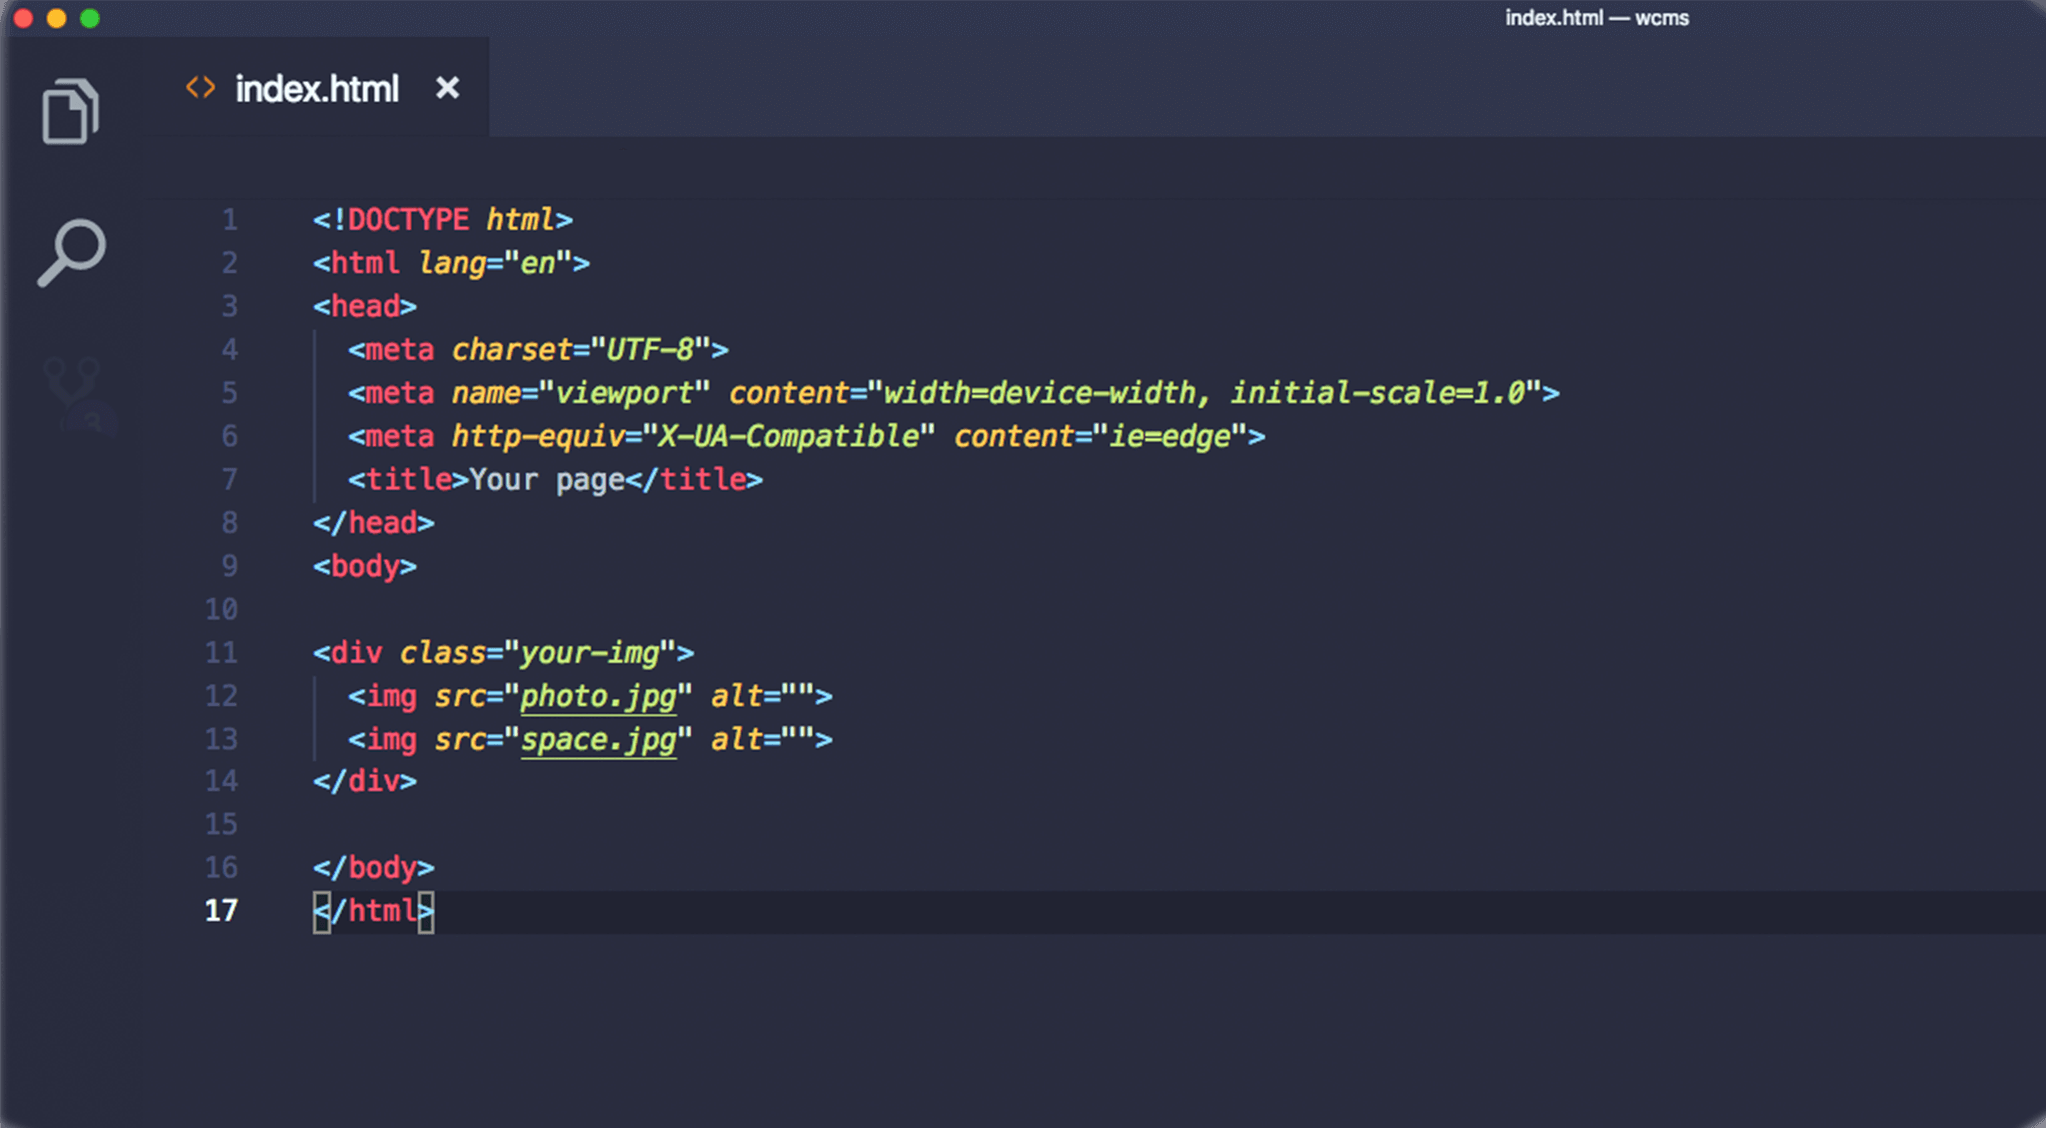 index.html — wcms
<> index.html ×
1 <!DOCTYPE html>
2 <html lang="en">
3 <head>
4   <meta charset="UTF-8">
5   <meta name="viewport" content="width=device-width, initial-scale=1.0">
6   <meta http-equiv="X-UA-Compatible" content="ie=edge">
7   <title>Your page</title>
8 </head>
9 <body>
10
11 <div class="your-img">
12   <img src="photo.jpg" alt="">
13   <img src="space.jpg" alt="">
14 </div>
15
16 </body>
17 </html>